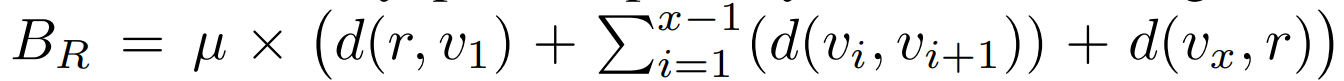 B_R = μ × (d(r, v_1) + ∑_{i=1}^{x−1}(d(v_i, v_{i+1})) + d(v_x, r))